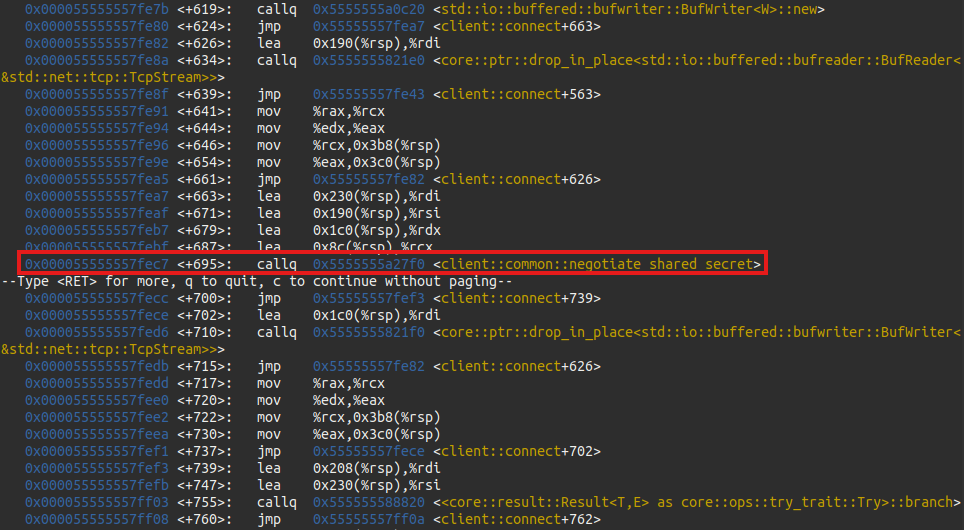 0x000055555557fe7b <+619>: callq 0x5555555a0c20 <std::io::buffered::bufwriter::BufWriter<W>::new>
0x000055555557fe80 <+624>: jmp 0x55555557fea7 <client::connect+663>
0x000055555557fe82 <+626>: lea 0x190(%rsp),%rdi
0x000055555557fe8a <+634>: callq 0x5555555821e0 <core::ptr::drop_in_place<std::io::buffered::bufreader::BufReader<
&std::net::tcp::TcpStream>>>
0x000055555557fe8f <+639>: jmp 0x55555557fe43 <client::connect+563>
0x000055555557fe91 <+641>: mov %rax,%rcx
0x000055555557fe94 <+644>: mov %edx,%eax
0x000055555557fe96 <+646>: mov %rcx,0x3b8(%rsp)
0x000055555557fe9e <+654>: mov %eax,0x3c0(%rsp)
0x000055555557fea5 <+661>: jmp 0x55555557fe82 <client::connect+626>
0x000055555557fea7 <+663>: lea 0x230(%rsp),%rdi
0x000055555557feaf <+671>: lea 0x190(%rsp),%rsi
0x000055555557feb7 <+679>: lea 0x1c0(%rsp),%rdx
0x000055555557febf <+687>: lea 0x8c(%rsp),%rcx
0x000055555557fec7 <+695>: callq 0x5555555a27f0 <client::common::negotiate_shared_secret>
--Type <RET> for more, q to quit, c to continue without paging--
0x000055555557fecc <+700>: jmp 0x55555557fef3 <client::connect+739>
0x000055555557fece <+702>: lea 0x1c0(%rsp),%rdi
0x000055555557fed6 <+710>: callq 0x5555555821f0 <core::ptr::drop_in_place<std::io::buffered::bufwriter::BufWriter<
&std::net::tcp::TcpStream>>>
0x000055555557fedb <+715>: jmp 0x55555557fe82 <client::connect+626>
0x000055555557fedd <+717>: mov %rax,%rcx
0x000055555557fee0 <+720>: mov %edx,%eax
0x000055555557fee2 <+722>: mov %rcx,0x3b8(%rsp)
0x000055555557feea <+730>: mov %eax,0x3c0(%rsp)
0x000055555557fef1 <+737>: jmp 0x55555557fece <client::connect+702>
0x000055555557fef3 <+739>: lea 0x208(%rsp),%rdi
0x000055555557fefb <+747>: lea 0x230(%rsp),%rsi
0x000055555557ff03 <+755>: callq 0x555555588820 <<core::result::Result<T,E> as core::ops::try_trait::Try>::branch>
0x000055555557ff08 <+760>: jmp 0x55555557ff0a <client::connect+762>